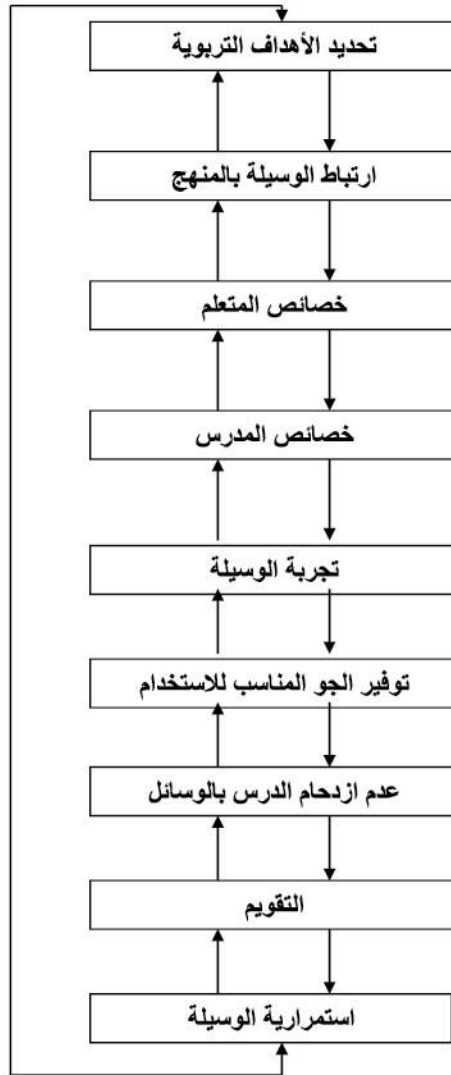 تحديد الأهداف التربوية
ارتباط الوسيلة بالمنهج
خصائص المتعلم
خصائص المدرس
تجربة الوسيلة
توفير الجو المناسب للاستخدام
عدم ازدحام الدرس بالوسائل
التقويم
استمرارية الوسيلة